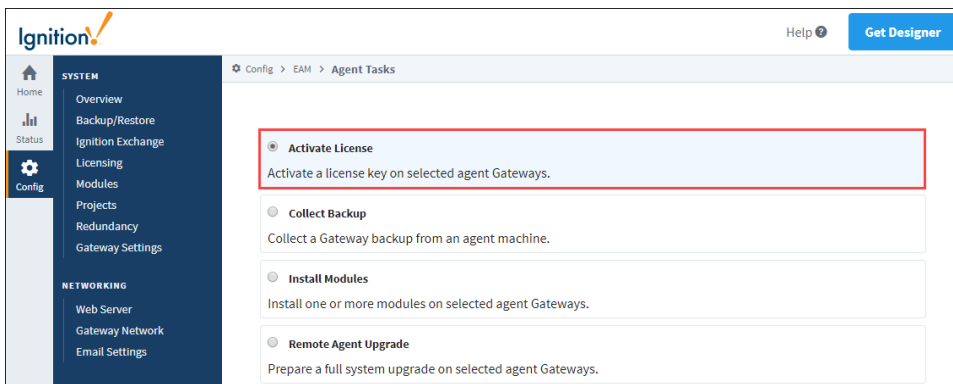 Ignition!
Help ?
Get Designer
Home
Status
Config
SYSTEM
Overview
Backup/Restore
Ignition Exchange
Licensing
Modules
Projects
Redundancy
Gateway Settings
NETWORKING
Web Server
Gateway Network
Email Settings
Config > EAM > Agent Tasks
Activate License
Activate a license key on selected agent Gateways.
Collect Backup
Collect a Gateway backup from an agent machine.
Install Modules
Install one or more modules on selected agent Gateways.
Remote Agent Upgrade
Prepare a full system upgrade on selected agent Gateways.